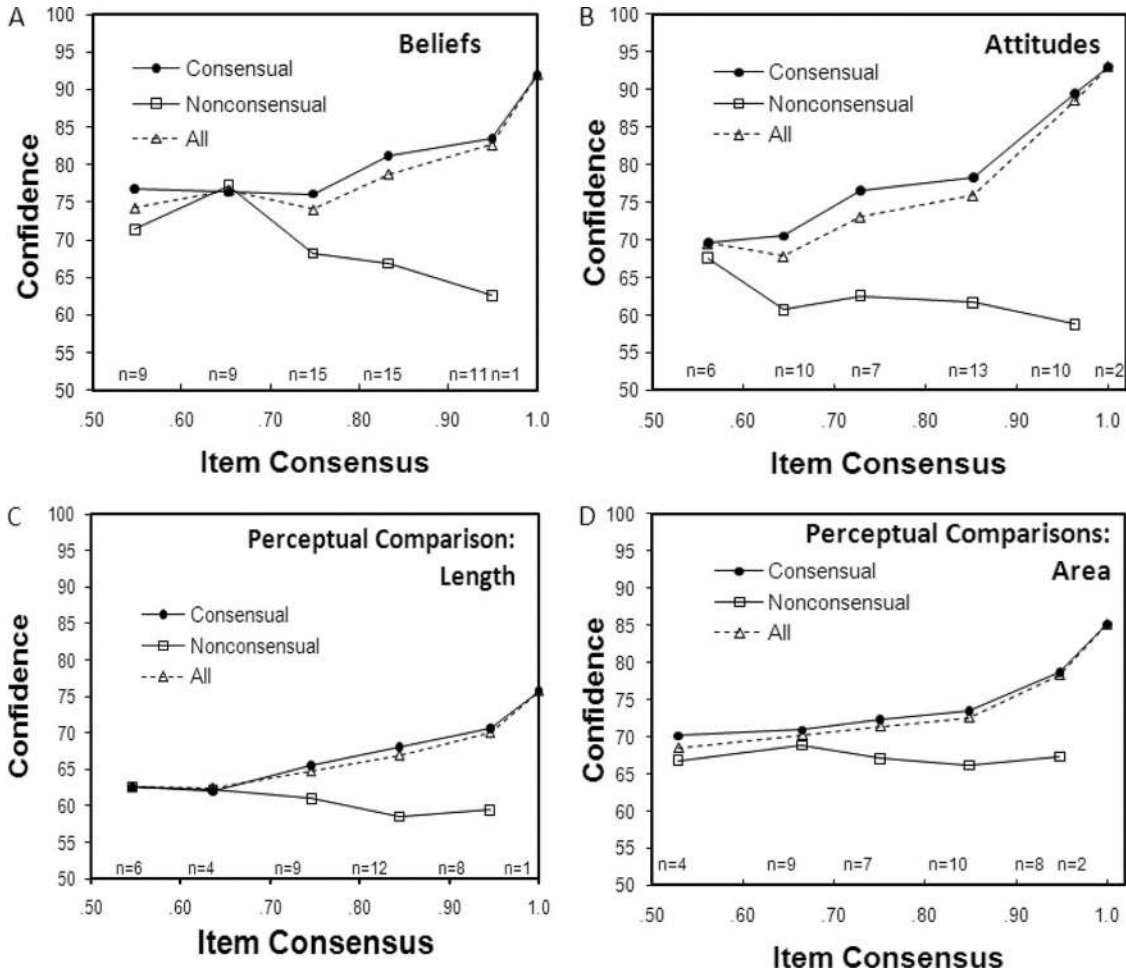 A
Beliefs
Consensual
Nonconsensual
All
100
95
90
85
80
75
70
65
60
55
50
Confidence
n=9 n=9 n=15 n=15 n=11 n=1
.50 .60 .70 .80 .90 1.0
Item Consensus
B
Attitudes
Consensual
Nonconsensual
All
100
95
90
85
80
75
70
65
60
55
50
Confidence
n=6 n=10 n=7 n=13 n=10 n=2
.50 .60 .70 .80 .90 1.0
Item Consensus
C
Perceptual Comparison:
Length
Consensual
Nonconsensual
All
100
95
90
85
80
75
70
65
60
55
50
Confidence
n=6 n=4 n=9 n=12 n=8 n=1
.50 .60 .70 .80 .90 1.0
Item Consensus
D
Perceptual Comparisons:
Area
Consensual
Nonconsensual
All
100
95
90
85
80
75
70
65
60
55
50
Confidence
n=4 n=9 n=7 n=10 n=8 n=2
.50 .60 .70 .80 .90 1.0
Item Consensus